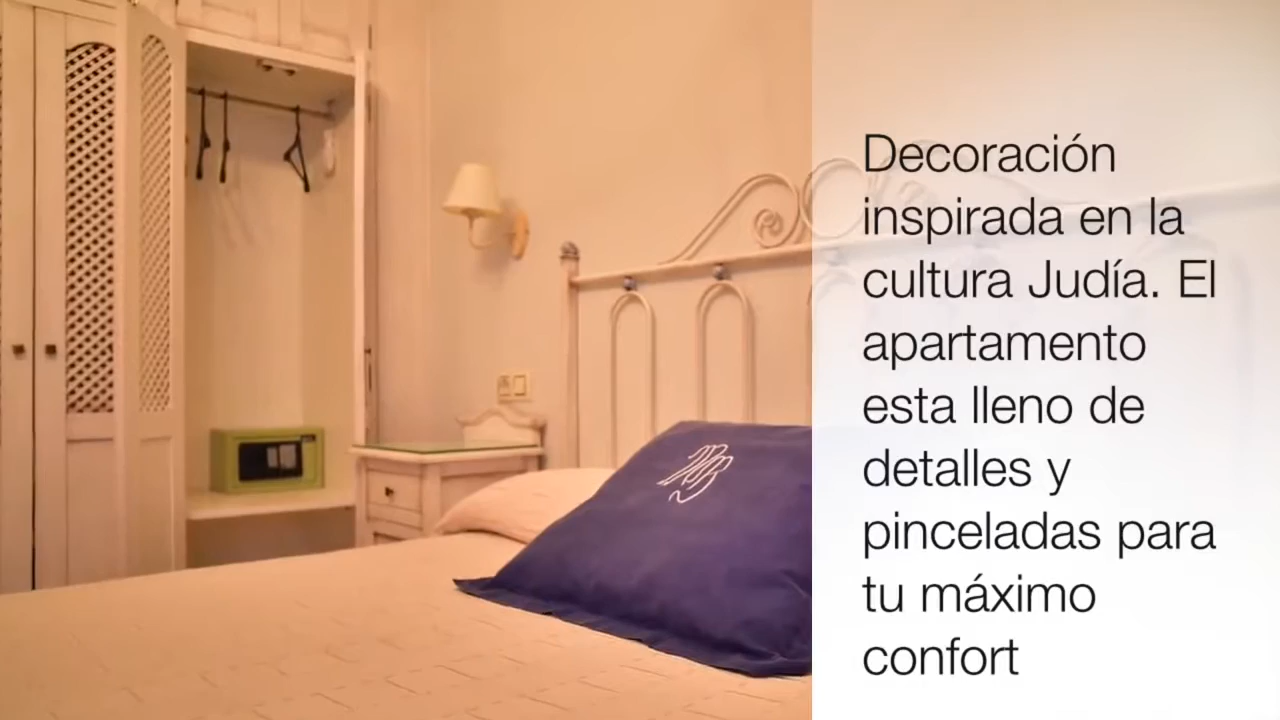 Decoración
inspirada en la
cultura Judía. El
apartamento
esta lleno de
detalles y
pinceladas para
tu máximo
confort